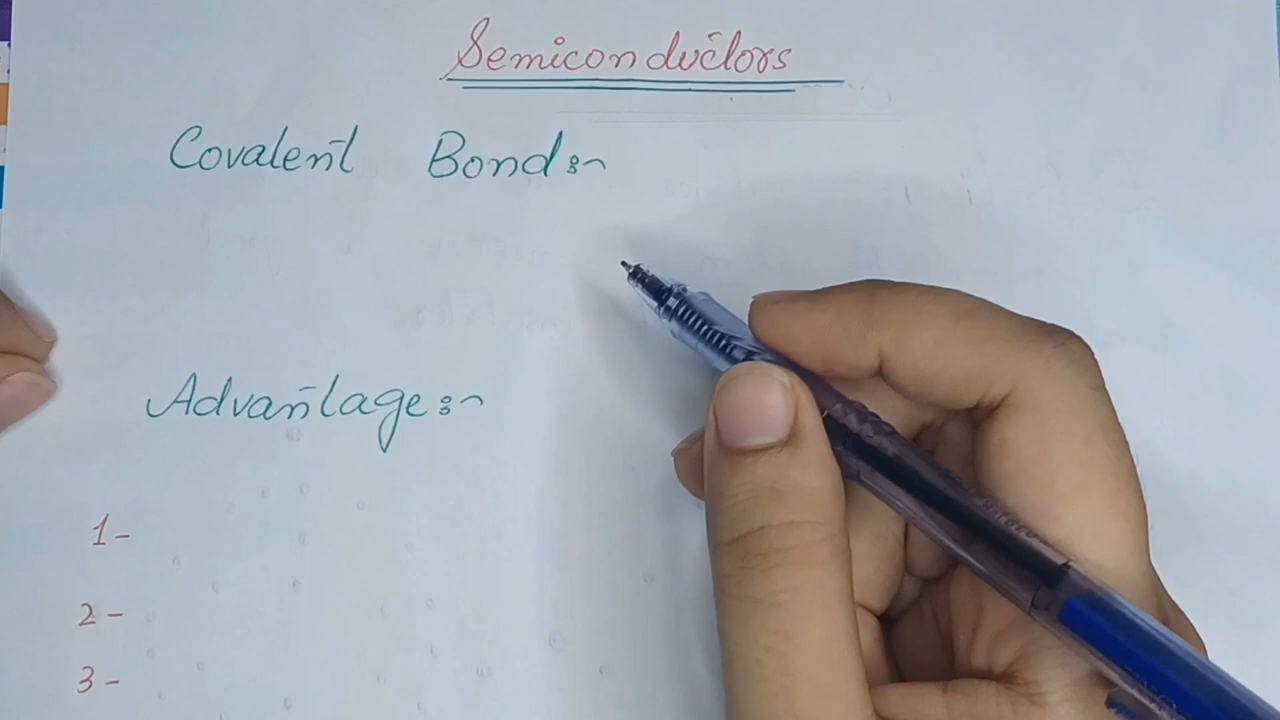 Semiconductors
Covalent Bond:~
Advantage:~
1-
2-
3-